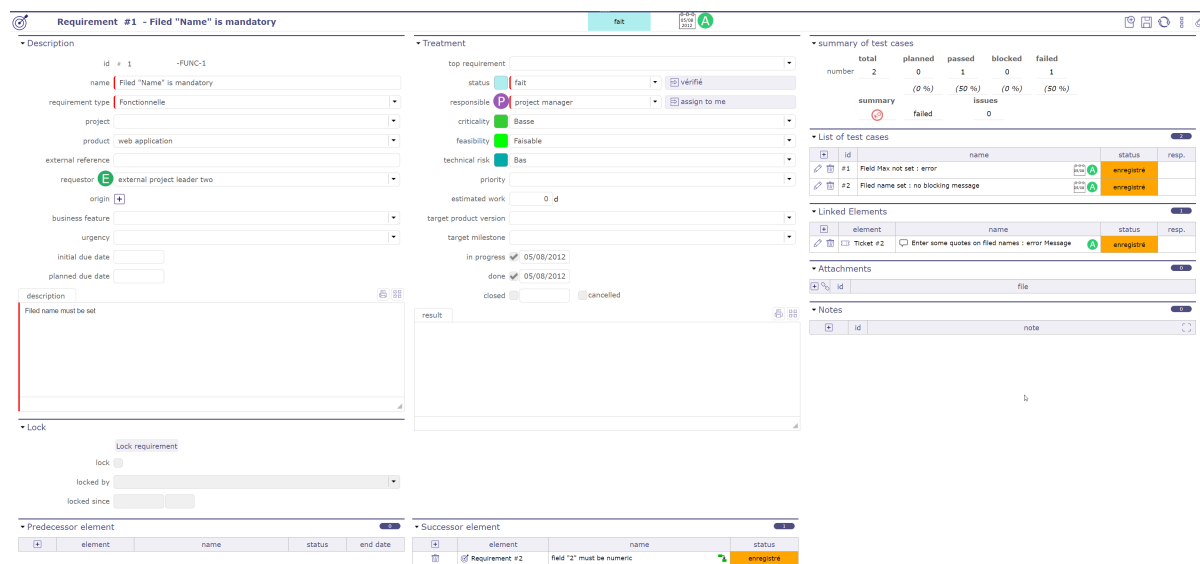 Requirement #1 - Filed "Name" is mandatory
fait
05/08
2012
A
Description
id # 1 -FUNC-1
name Filed "Name" is mandatory
requirement type Fonctionnelle
project
product web application
external reference
requestor E external project leader two
origin
business feature
urgency
initial due date
planned due date
description
Filed name must be set
Lock
Lock requirement
lock
locked by
locked since
Predecessor element 0
element name status end date
Treatment
top requirement
status fait vérifié
responsible P project manager assign to me
criticality Basse
feasibility Faisable
technical risk Bas
priority
estimated work 0 d
target product version
target milestone
in progress 05/08/2012
done 05/08/2012
closed cancelled
result
Successor element 1
element name status
Requirement #2 field "2" must be numeric enregistré
summary of test cases
total planned passed blocked failed
number 2 0 1 0 1
(0 %) (50 %) (0 %) (50 %)
summary issues
failed 0
List of test cases 2
id name status resp.
#1 Field Max not set : error 05/08 A enregistré
#2 Filed name set : no blocking message 05/08 A enregistré
Linked Elements 1
element name status resp.
Ticket #2 Enter some quotes on filed names : error Message A enregistré
Attachments 0
id file
Notes 0
id note